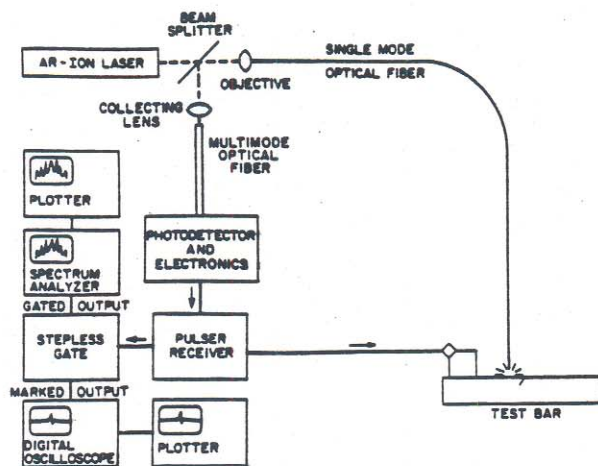 BEAM
SPLITTER
AR-ION LASER
SINGLE MODE
OPTICAL FIBER
OBJECTIVE
COLLECTING
LENS
MULTIMODE
OPTICAL
FIBER
PLOTTER
PHOTODETECTOR
AND
ELECTRONICS
SPECTRUM
ANALYZER
GATED OUTPUT
STEPLESS
GATE
PULSER
RECEIVER
MARKED OUTPUT
TEST BAR
DIGITAL
OSCILLOSCOPE
PLOTTER